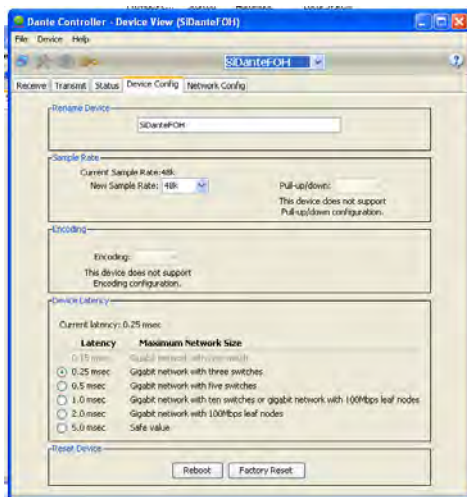 Dante Controller - Device View (SiDanteFOH)
File Device Help
SiDanteFOH
Receive Transmit Status Device Config Network Config
Rename Device
SiDanteFOH
Sample Rate
Current Sample Rate:48k
New Sample Rate: 48k Pull-up/down:
This device does not support
Pull-up/down configuration.
Encoding
Encoding:
This device does not support
Encoding configuration.
Device Latency
Current latency: 0.25 msec
Latency Maximum Network Size
0.15 msec Gigabit network with one switch
0.25 msec Gigabit network with three switches
0.5 msec Gigabit network with five switches
1.0 msec Gigabit network with ten switches or gigabit network with 100Mbps leaf nodes
2.0 msec Gigabit network with 100Mbps leaf nodes
5.0 msec Safe value
Reset Device
Reboot Factory Reset